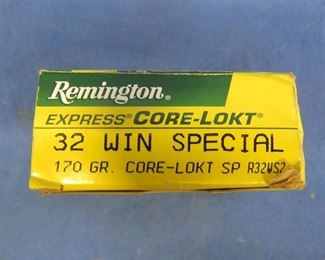 Remington®
EXPRESS® CORE-LOKT®
32 WIN SPECIAL
170 GR. CORE-LOKT SP R32WS2